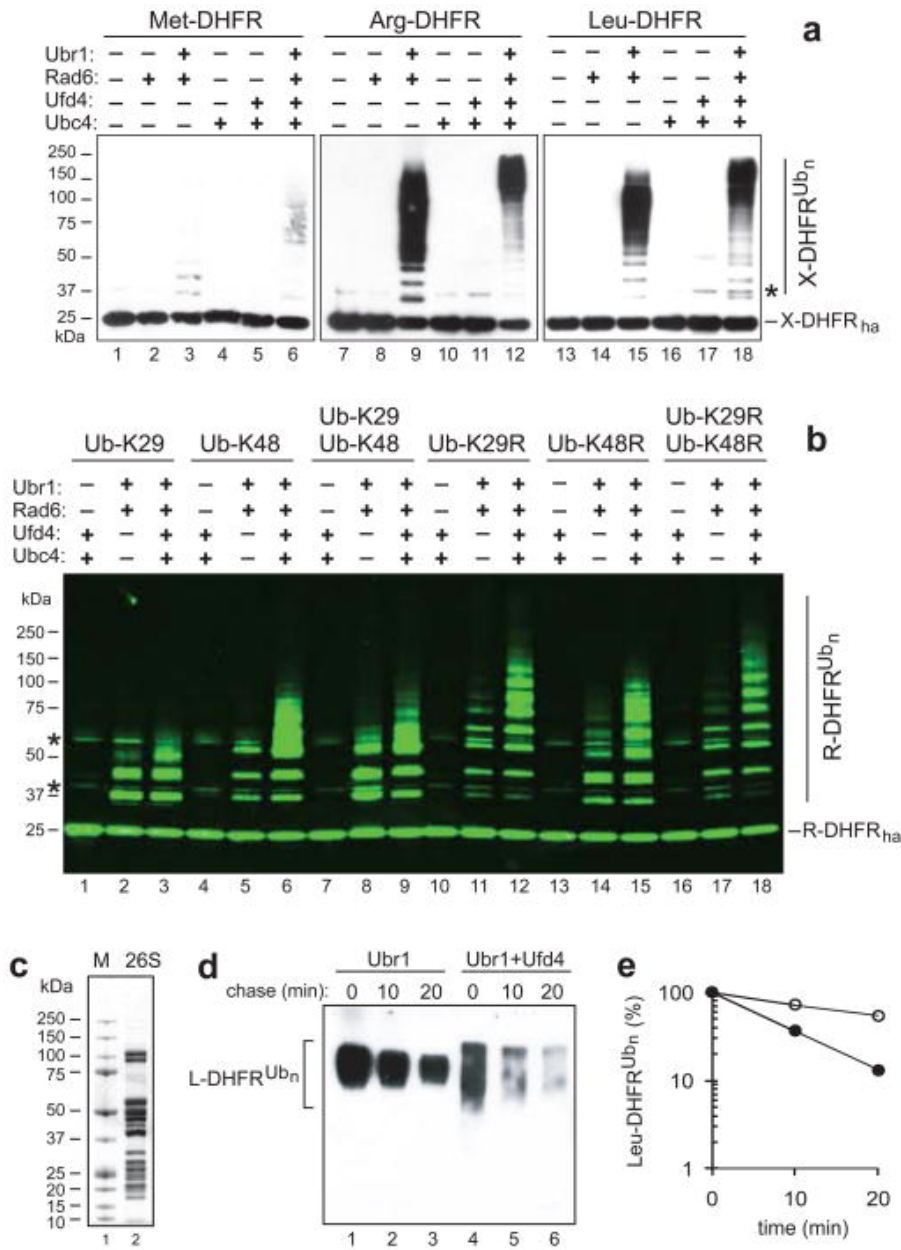 Met-DHFR Arg-DHFR Leu-DHFR a
Ubr1: – – + – – + – – + – – + – – + – – +
Rad6: – + + – – + – + + – – + – + + – – +
Ufd4: – – – – + + – – – – + + – – – – + +
Ubc4: – – – + + + – – – + + + – – – + + +
250
150
100
75
50
37
25
kDa
X-DHFR^Ubn
*
X-DHFRha
1 2 3 4 5 6 7 8 9 10 11 12 13 14 15 16 17 18
b
Ub-K29 Ub-K48 Ub-K29 Ub-K48 Ub-K29R Ub-K48R Ub-K29R Ub-K48R
Ubr1: – + + – + + – + + – + + – + + – + +
Rad6: – + + – + + – + + – + + – + + – + +
Ufd4: + – + + – + + – + + – + + – + + – +
Ubc4: + – + + – + + – + + – + + – + + – +
kDa
250
150
100
75
*
50
*
37
25
R-DHFR^Ubn
R-DHFRha
1 2 3 4 5 6 7 8 9 10 11 12 13 14 15 16 17 18
c
M 26S
kDa
250
150
100
75
50
37
25
20
15
10
1 2
d
Ubr1 Ubr1+Ufd4
chase (min): 0 10 20 0 10 20
L-DHFR^Ubn
1 2 3 4 5 6
e
Leu-DHFR^Ubn (%)
100
10
1
0 10 20
time (min)